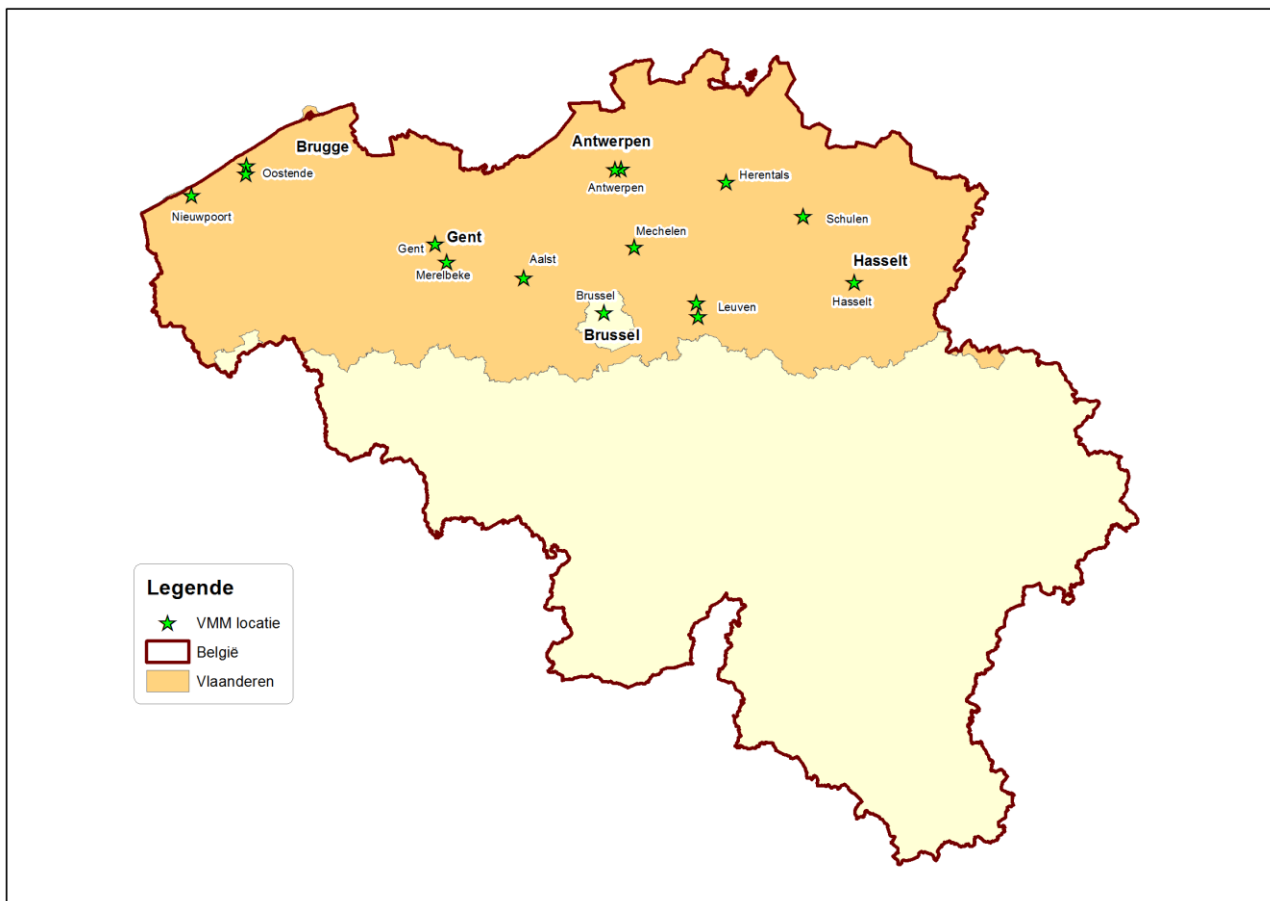 Antwerpen
Brugge
Oostende
Antwerpen
Herentals
Nieuwpoort
Schulen
Mechelen
Gent
Gent
Merelbeke
Aalst
Hasselt
Hasselt
Brussel
Leuven
Brussel
Legende
VMM locatie
België
Vlaanderen